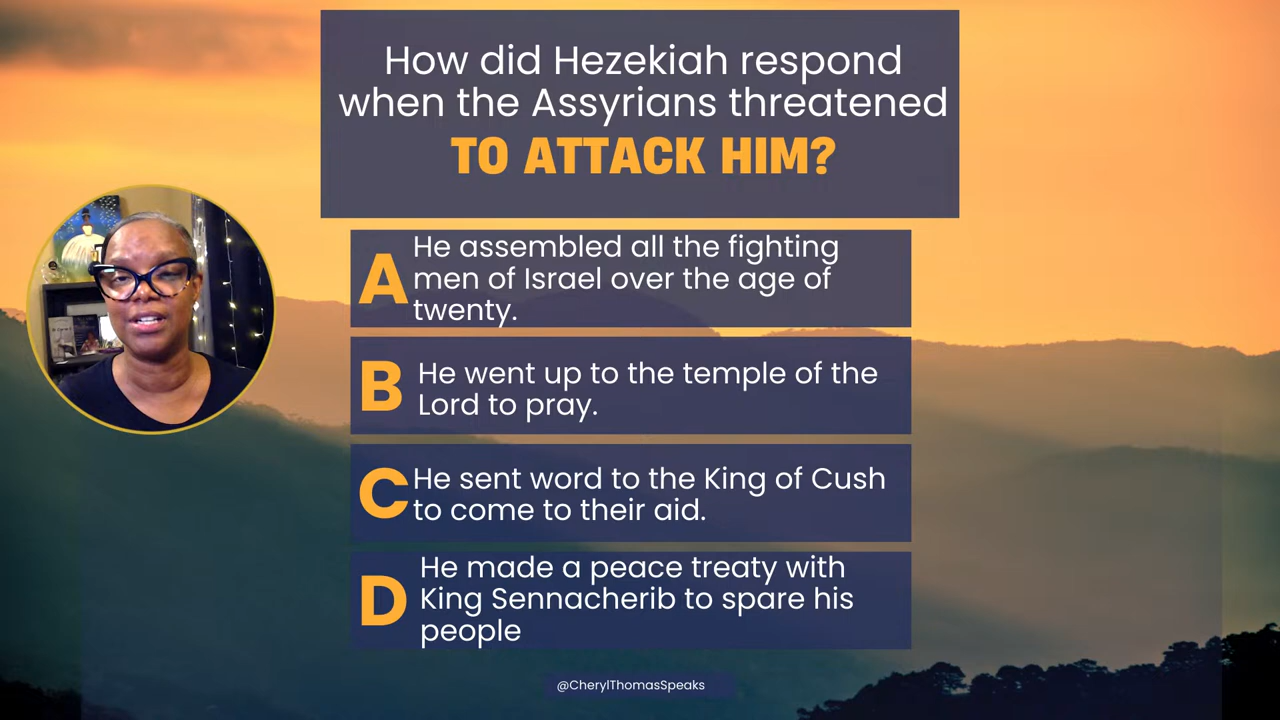 How did Hezekiah respond
when the Assyrians threatened
TO ATTACK HIM?
A
He assembled all the fighting
men of Israel over the age of
twenty.
B
He went up to the temple of the
Lord to pray.
C
He sent word to the King of Cush
to come to their aid.
D
He made a peace treaty with
King Sennacherib to spare his
people
@CherylThomasSpeaks